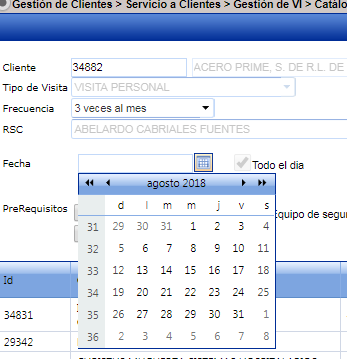 Gestión de Clientes > Servicio a Clientes > Gestión de VI > Catálo
Cliente 34882 ACERO PRIME, S. DE R.L. DE
Tipo de Visita VISITA PERSONAL
Frecuencia 3 veces al mes
RSC ABELARDO CABRIALES FUENTES
Fecha Todo el dia
agosto 2018
d l m m j v s
31 29 30 31 1 2 3 4
32 5 6 7 8 9 10 11
33 12 13 14 15 16 17 18
34 19 20 21 22 23 24 25
35 26 27 28 29 30 31 1
36 2 3 4 5 6 7 8
PreRequisitos Equipo de segu
Id
34831
29342